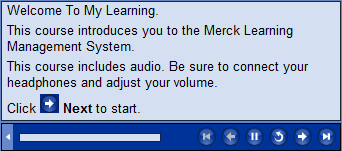 Welcome To My Learning.
This course introduces you to the Merck Learning
Management System.
This course includes audio. Be sure to connect your
headphones and adjust your volume.
Click Next to start.